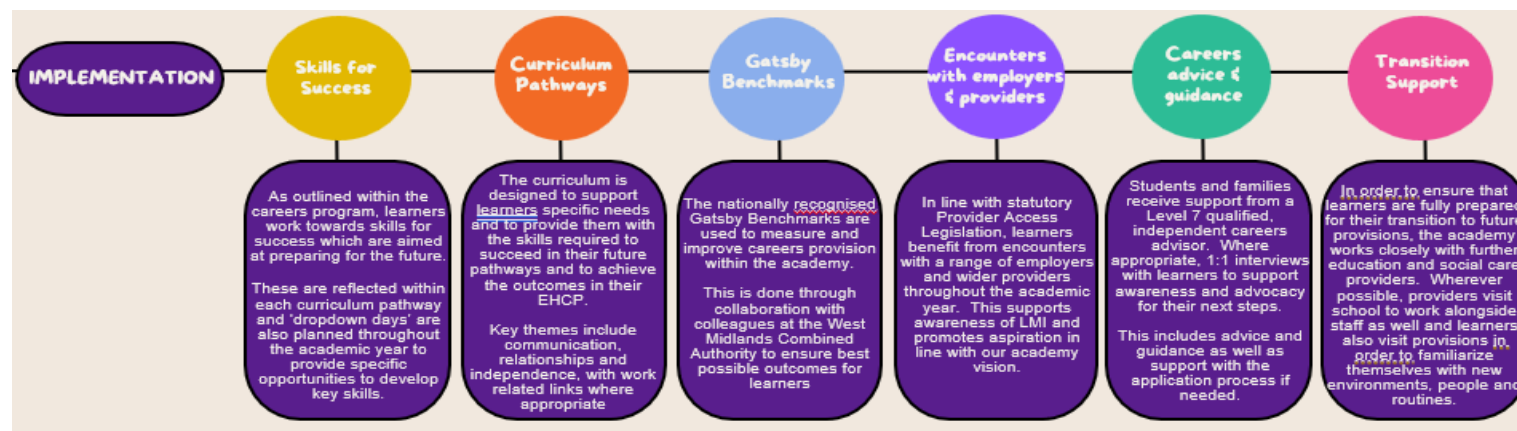 IMPLEMENTATION
Skills for
Success
Curriculum
Pathways
Gatsby
Benchmarks
Encounters
with employers
& providers
Careers
advice &
guidance
Transition
Support
As outlined within the
careers program, learners
work towards skills for
success which are aimed
at preparing for the future.
These are reflected within
each curriculum pathway
and 'dropdown days' are
also planned throughout
the academic year to
provide specific
opportunities to develop
key skills.
The curriculum is
designed to support
learners specific needs
and to provide them with
the skills required to
succeed in their future
pathways and to achieve
the outcomes in their
EHCP.
Key themes include
communication,
relationships and
independence, with work
related links where
appropriate
The nationally recognised
Gatsby Benchmarks are
used to measure and
improve careers provision
within the academy.
This is done through
collaboration with
colleagues at the West
Midlands Combined
Authority to ensure best
possible outcomes for
learners
In line with statutory
Provider Access
Legislation, learners
benefit from encounters
with a range of employers
and wider providers
throughout the academic
year. This supports
awareness of LMI and
promotes aspiration in
line with our academy
vision.
Students and families
receive support from a
Level 7 qualified,
independent careers
advisor. Where
appropriate, 1:1 interviews
with learners to support
awareness and advocacy
for their next steps.
This includes advice and
guidance as well as
support with the
application process if
needed.
In order to ensure that
learners are fully prepared
for their transition to future
provisions, the academy
works closely with further
education and social care
providers. Wherever
possible, providers visit
school to work alongside
staff as well and learners
also visit provisions in
order to familiarize
themselves with new
environments, people and
routines.